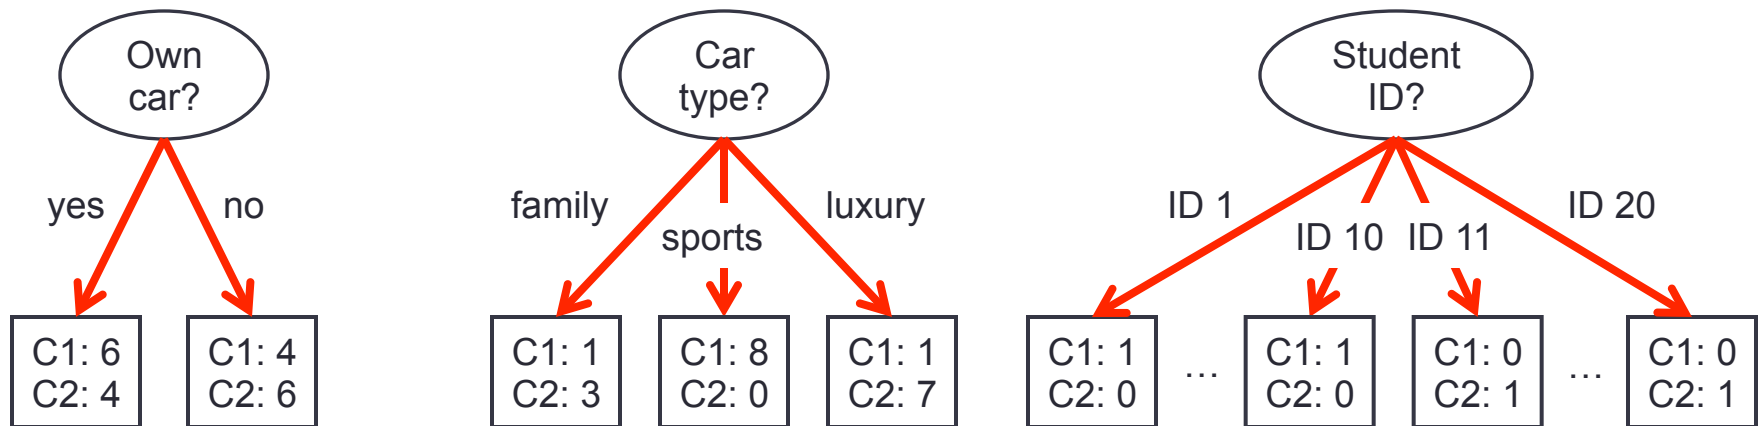 Own
car?
yes
no
C1: 6
C2: 4
C1: 4
C2: 6
Car
type?
family
sports
luxury
C1: 1
C2: 3
C1: 8
C2: 0
C1: 1
C2: 7
Student
ID?
ID 1
ID 10
ID 11
ID 20
C1: 1
C2: 0
...
C1: 1
C2: 0
C1: 0
C2: 1
...
C1: 0
C2: 1